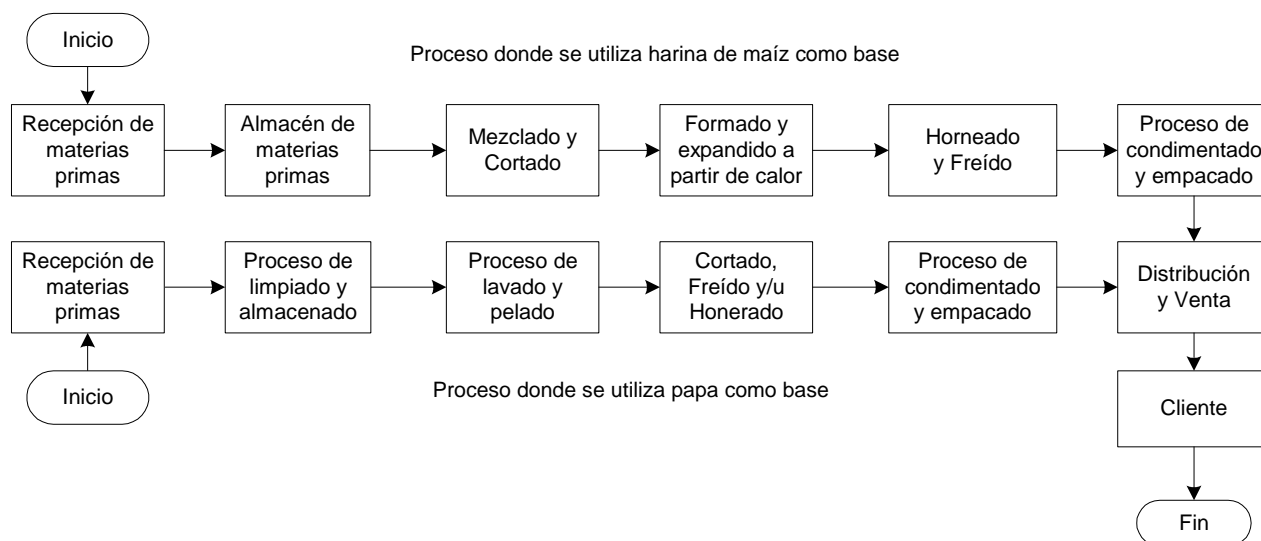 Inicio
Proceso donde se utiliza harina de maíz como base
Recepción de
materias
primas
Almacén de
materias
primas
Mezclado y
Cortado
Formado y
expandido a
partir de calor
Horneado
y Freído
Proceso de
condimentado
y empacado
Recepción de
materias
primas
Proceso de
limpiado y
almacenado
Proceso de
lavado y
pelado
Cortado,
Freído y/u
Honerado
Proceso de
condimentado
y empacado
Distribución
y Venta
Inicio
Proceso donde se utiliza papa como base
Cliente
Fin